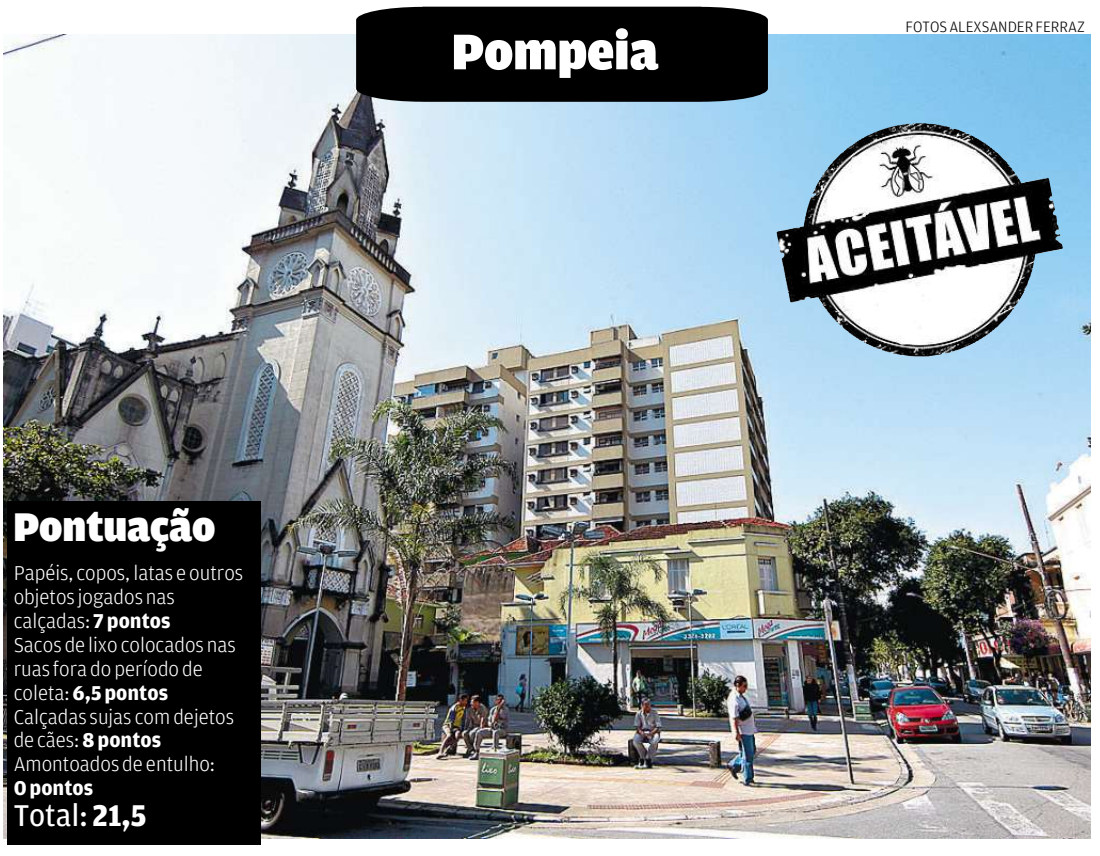 FOTOS ALEXSANDER FERRAZ
Pompeia
ACEITÁVEL
Pontuação
Papéis, copos, latas e outros
objetos jogados nas
calçadas: 7 pontos
Sacos de lixo colocados nas
ruas fora do período de
coleta: 6,5 pontos
Calçadas sujas com dejetos
de cães: 8 pontos
Amontoados de entulho:
0 pontos
Total: 21,5
L'ORÉAL
lixo